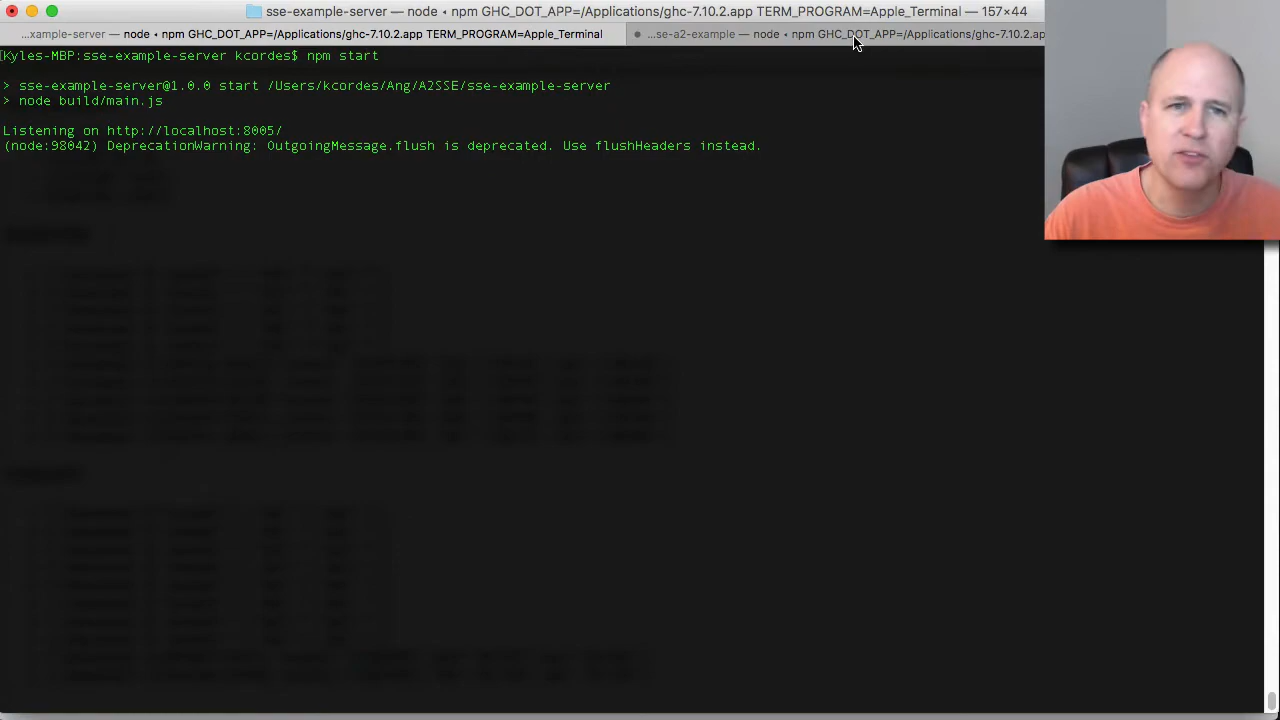 sse-example-server — node ◂ npm GHC_DOT_APP=/Applications/ghc-7.10.2.app TERM_PROGRAM=Apple_Terminal — 157×44
...xample-server — node ◂ npm GHC_DOT_APP=/Applications/ghc-7.10.2.app TERM_PROGRAM=Apple_Terminal
...sse-a2-example ◂ node ◂ npm GHC_DOT_APP=/Applications/ghc-7.10.2.app
[Kyles-MBP:sse-example-server kcordes$ npm start
> sse-example-server@1.0.0 start /Users/kcordes/Ang/A2SSE/sse-example-server
> node build/main.js
Listening on http://localhost:8005/
(node:98042) DeprecationWarning: OutgoingMessage.flush is deprecated. Use flushHeaders instead.